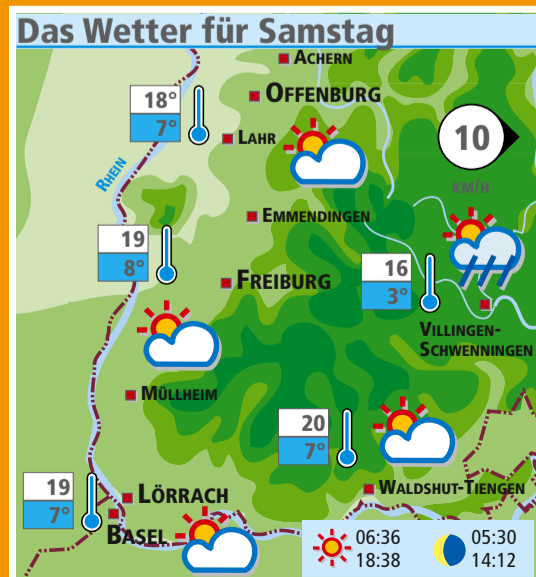 Das Wetter für Samstag
ACHERN
18°
7°
OFFENBURG
LAHR
10
KM/H
RHEIN
EMMENDINGEN
19
8°
FREIBURG
16
3°
VILLINGEN-
SCHWENNINGEN
MÜLLHEIM
20
7°
19
7°
LÖRRACH
WALDSHUT-TIENGEN
BASEL
06:36
18:38
05:30
14:12